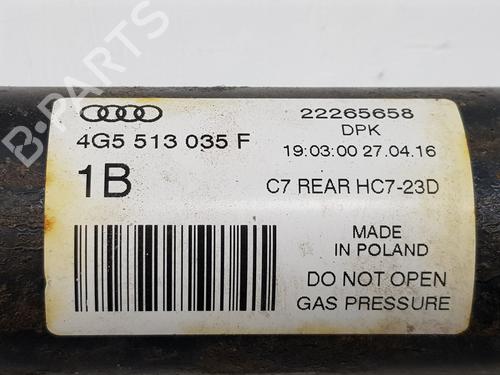 4G5 513 035 F
1B
22265658
DPK
19:03:00 27.04.16
C7 REAR HC7-23D
MADE
IN POLAND
DO NOT OPEN
GAS PRESSURE
B-PARTS